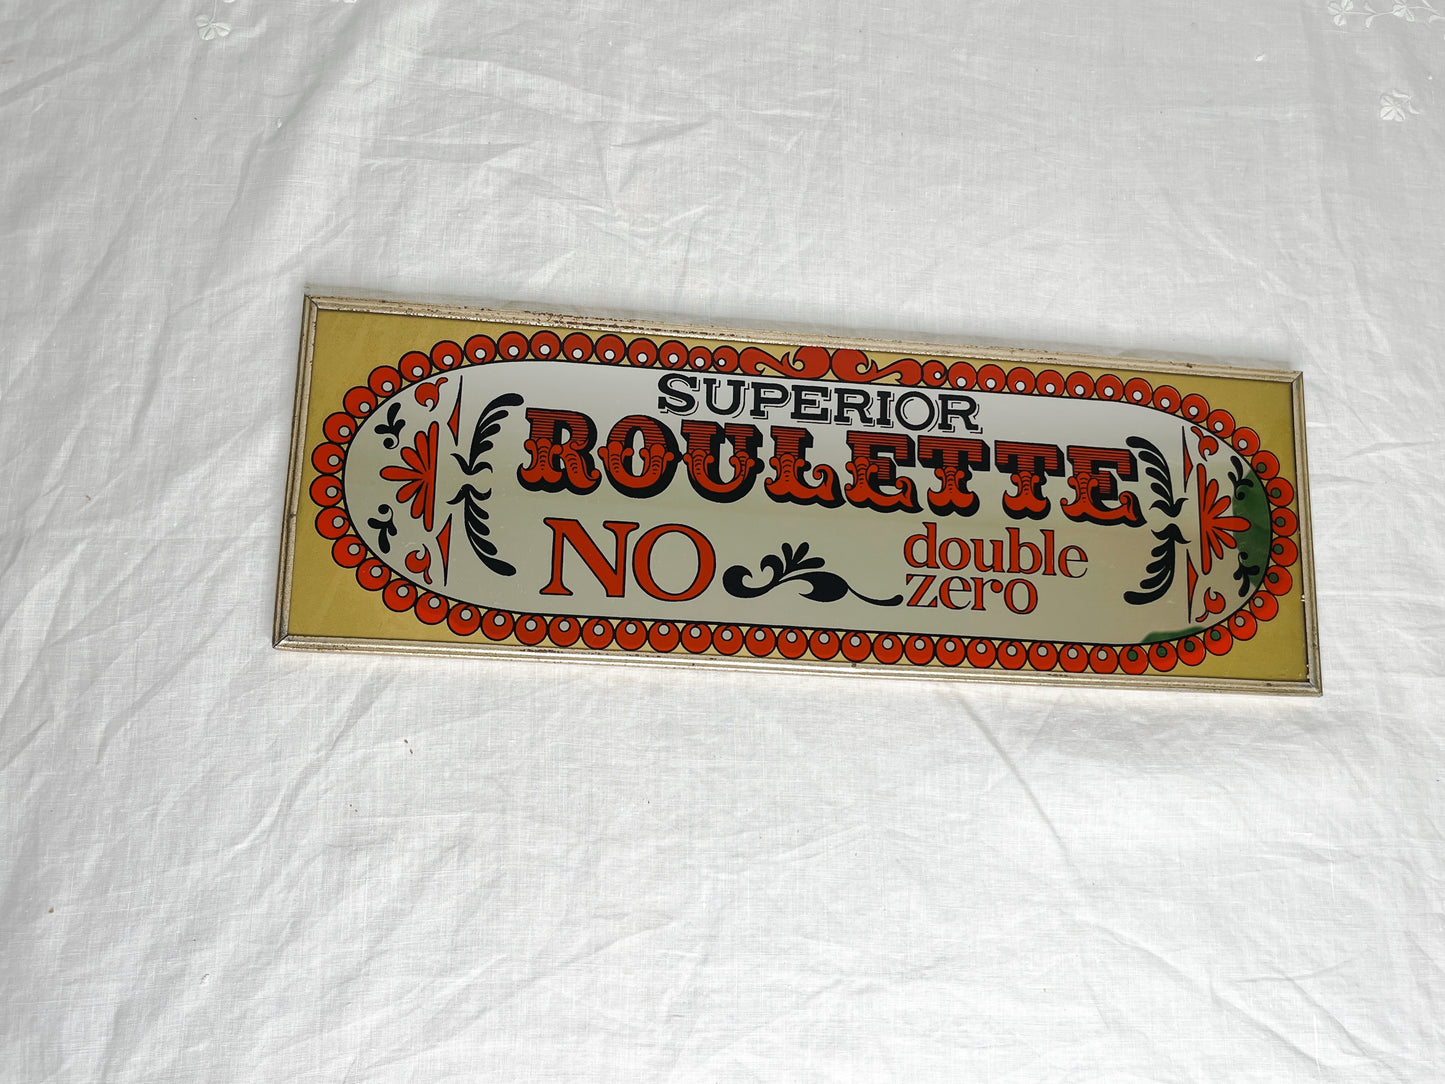 SUPERIOR
ROULETTE
NO double
zero